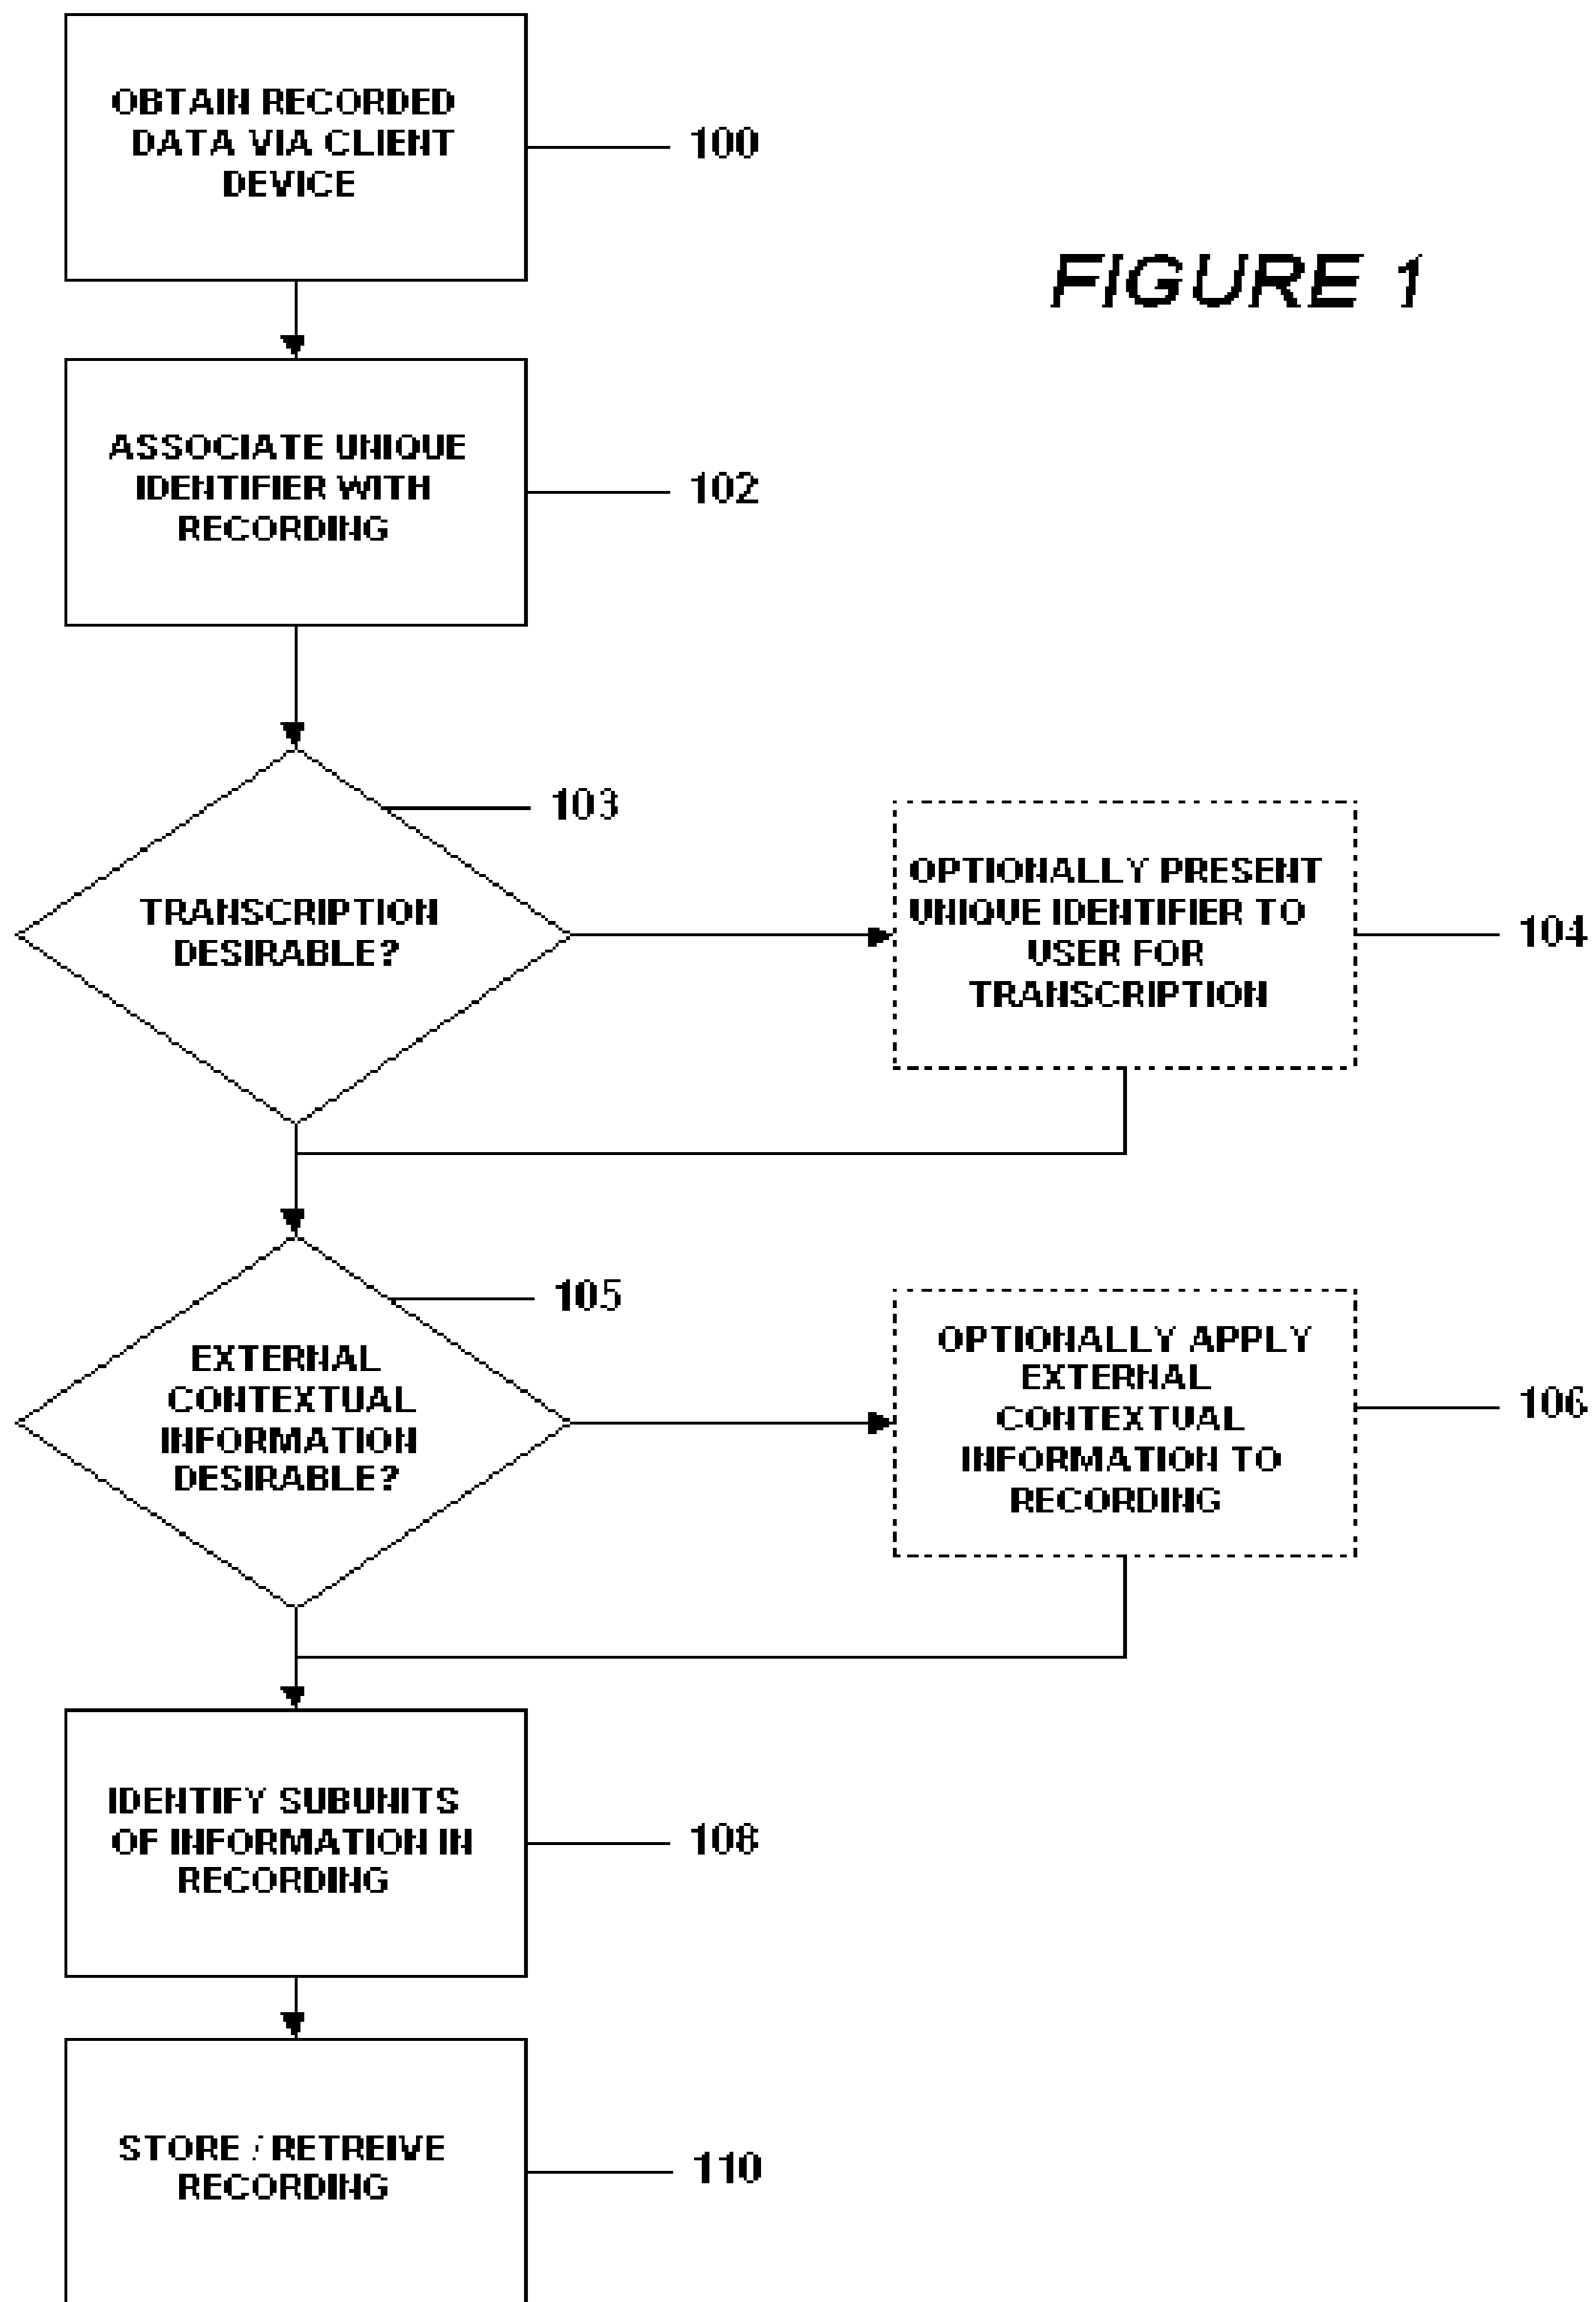 OBTAIN RECORDED
DATA VIA CLIENT
DEVICE
100
FIGURE 1
ASSOCIATE UNIQUE
IDENTIFIER WITH
RECORDING
102
103
TRANSCRIPTION
DESIRABLE?
OPTIONALLY PRESENT
UNIQUE IDENTIFIER TO
USER FOR
TRANSCRIPTION
104
105
EXTERNAL
CONTEXTUAL
INFORMATION
DESIRABLE?
OPTIONALLY APPLY
EXTERNAL
CONTEXTUAL
INFORMATION TO
RECORDING
106
IDENTIFY SUBUNITS
OF INFORMATION IN
RECORDING
108
STORE / RETREIVE
RECORDING
110